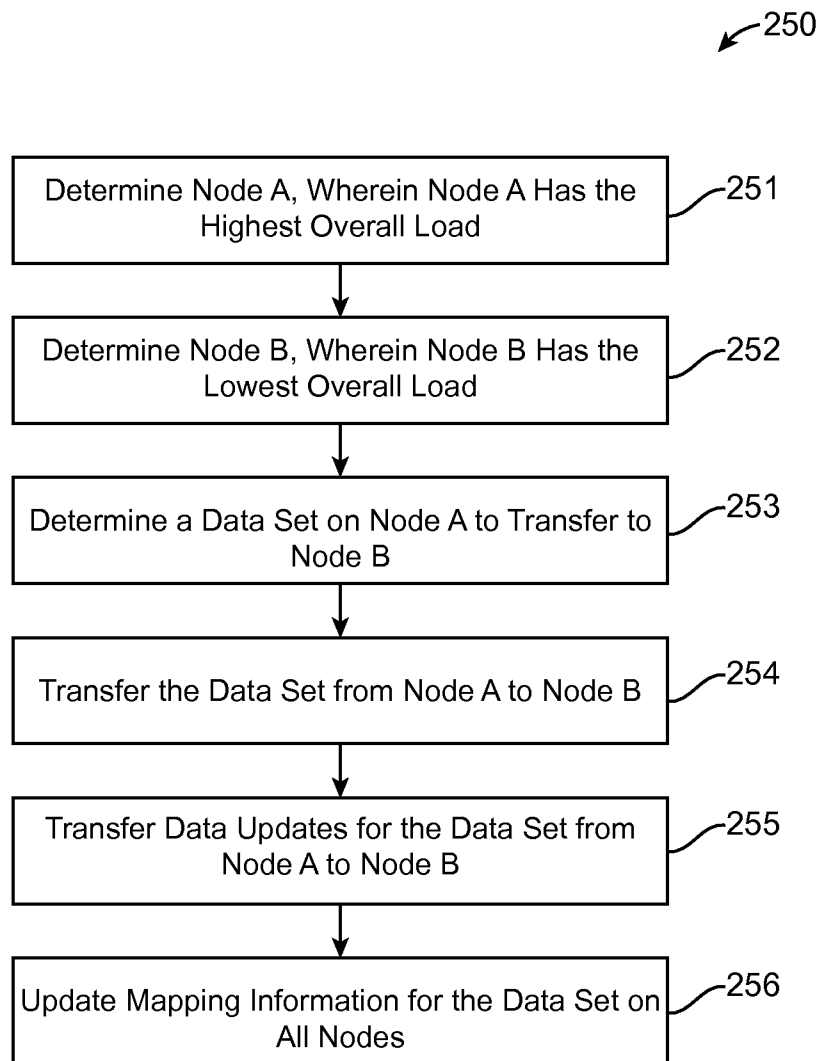 250
Determine Node A, Wherein Node A Has the
Highest Overall Load
251
Determine Node B, Wherein Node B Has the
Lowest Overall Load
252
Determine a Data Set on Node A to Transfer to
Node B
253
Transfer the Data Set from Node A to Node B
254
Transfer Data Updates for the Data Set from
Node A to Node B
255
Update Mapping Information for the Data Set on
All Nodes
256